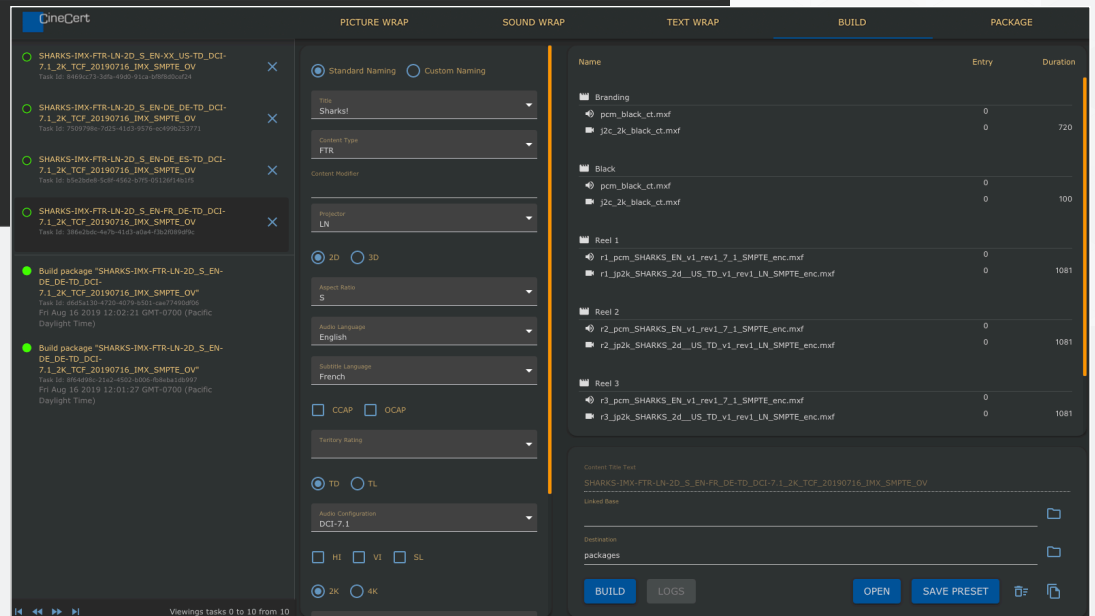 CineCert
PICTURE WRAP
SOUND WRAP
TEXT WRAP
BUILD
PACKAGE
SHARKS-IMX-FTR-LN-2D_S_EN-XX_US-TD_DCI-
7.1_2K_TCF_20190716_IMX_SMPTE_OV
Task Id: 8469cc73-3dfa-49d0-91ca-bf8f8d0cef24
SHARKS-IMX-FTR-LN-2D_S_EN-DE_DE-TD_DCI-
7.1_2K_TCF_20190716_IMX_SMPTE_OV
Task Id: 7509798e-7d25-41d3-9576-ec499b253771
SHARKS-IMX-FTR-LN-2D_S_EN-DE_ES-TD_DCI-
7.1_2K_TCF_20190716_IMX_SMPTE_OV
Task Id: b5e2bde8-5c8f-4562-b7f5-05126f14b1f5
SHARKS-IMX-FTR-LN-2D_S_EN-FR_DE-TD_DCI-
7.1_2K_TCF_20190716_IMX_SMPTE_OV
Task Id: 386e2bdc-4e7b-41d3-a0a4-f3b2f989df9c
Build package "SHARKS-IMX-FTR-LN-2D_S_EN-
DE_DE-TD_DCI-
7.1_2K_TCF_20190716_IMX_SMPTE_OV"
Task Id: d6d5a130-4720-4079-b501-cae77490df06
Fri Aug 16 2019 12:02:21 GMT-0700 (Pacific
Daylight Time)
Build package "SHARKS-IMX-FTR-LN-2D_S_EN-
DE_DE-TD_DCI-
7.1_2K_TCF_20190716_IMX_SMPTE_OV"
Task Id: 8f64d98c-21a2-4502-b006-fb8eba1db997
Fri Aug 16 2019 12:01:27 GMT-0700 (Pacific
Daylight Time)
Viewings tasks 0 to 10 from 10
Standard Naming
Custom Naming
Title
Sharks!
Content Type
FTR
Content Modifier
Projector
LN
2D
3D
Aspect Ratio
S
Audio Language
English
Subtitle Language
French
CCAP
OCAP
Territory Rating
TD
TL
Audio Configuration
DCI-7.1
HI
VI
SL
2K
4K
Name Entry Duration
Branding
pcm_black_ct.mxf 0
j2c_2k_black_ct.mxf 0 720
Black
pcm_black_ct.mxf 0
j2c_2k_black_ct.mxf 0 100
Reel 1
r1_pcm_SHARKS_EN_v1_rev1_7_1_SMPTE_enc.mxf 0
r1_jp2k_SHARKS_2d__US_TD_v1_rev1_LN_SMPTE_enc.mxf 0 1081
Reel 2
r2_pcm_SHARKS_EN_v1_rev1_7_1_SMPTE_enc.mxf 0
r2_jp2k_SHARKS_2d__US_TD_v1_rev1_LN_SMPTE_enc.mxf 0 1081
Reel 3
r3_pcm_SHARKS_EN_v1_rev1_7_1_SMPTE_enc.mxf 0
r3_jp2k_SHARKS_2d__US_TD_v1_rev1_LN_SMPTE_enc.mxf 0 1081
Content Title Text
SHARKS-IMX-FTR-LN-2D_S_EN-FR_DE-TD_DCI-7.1_2K_TCF_20190716_IMX_SMPTE_OV
Linked Base
Destination
packages
BUILD
LOGS
OPEN
SAVE PRESET